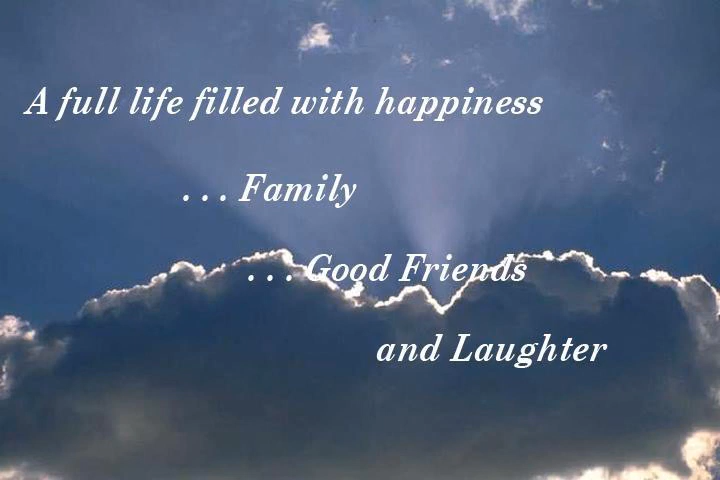 A full life filled with happiness
. . . Family
. . . Good Friends
and Laughter